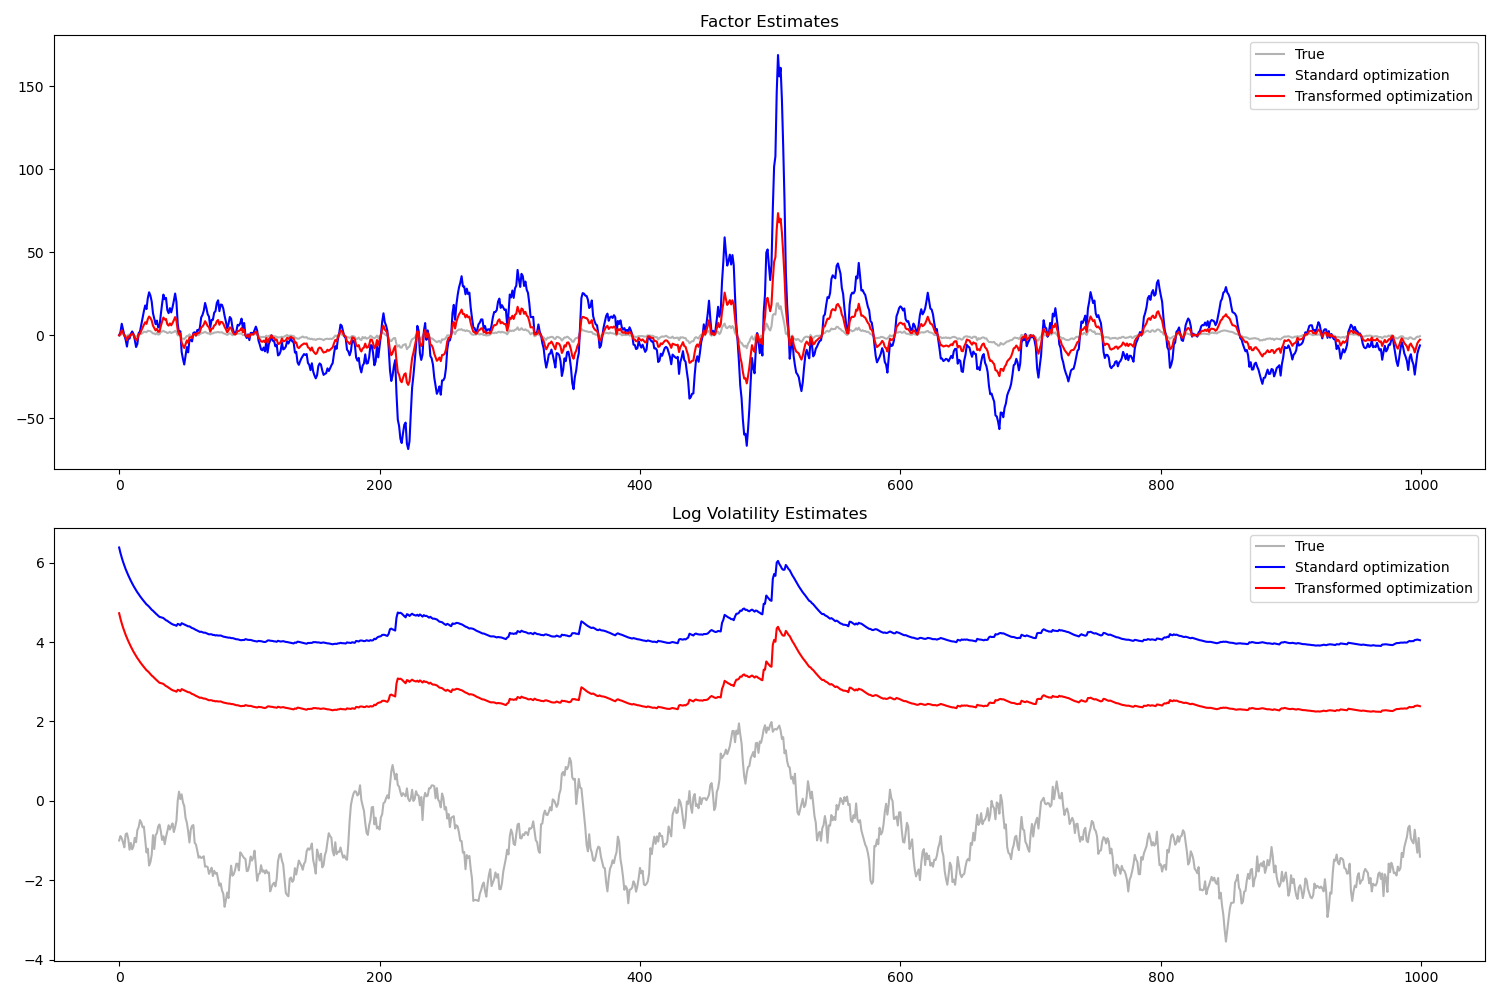 Factor Estimates
True
Standard optimization
Transformed optimization
150
100
50
0
−50
0 200 400 600 800 1000
Log Volatility Estimates
True
Standard optimization
Transformed optimization
6
4
2
0
−2
−4
0 200 400 600 800 1000